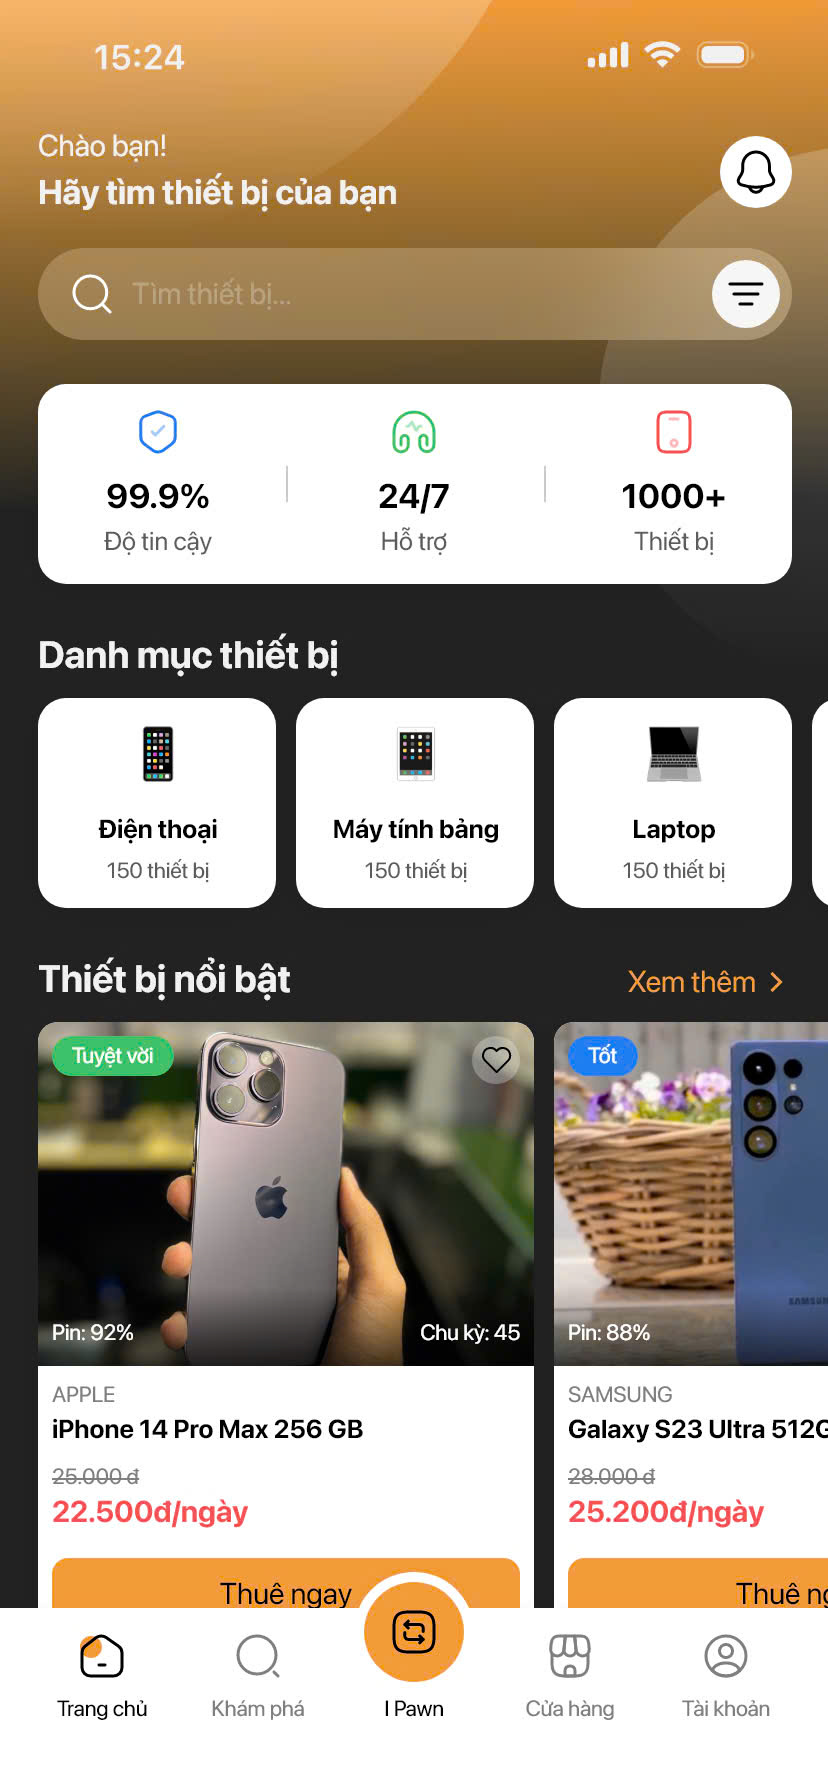 15:24
Chào bạn!
Hãy tìm thiết bị của bạn
Tìm thiết bị...
99.9% 24/7 1000+
Độ tin cậy Hỗ trợ Thiết bị
Danh mục thiết bị
Điện thoại Máy tính bảng Laptop
150 thiết bị 150 thiết bị 150 thiết bị
Thiết bị nổi bật Xem thêm
Tuyệt vời Tốt
SAMSUN
Pin: 92% Chu kỳ: 45 Pin: 88%
APPLE SAMSUNG
iPhone 14 Pro Max 256 GB Galaxy S23 Ultra 512G
25.000 đ 28.000 đ
22.500đ/ngày 25.200đ/ngày
Thuê ngay Thuê ng
Trang chủ Khám phá I Pawn Cửa hàng Tài khoản